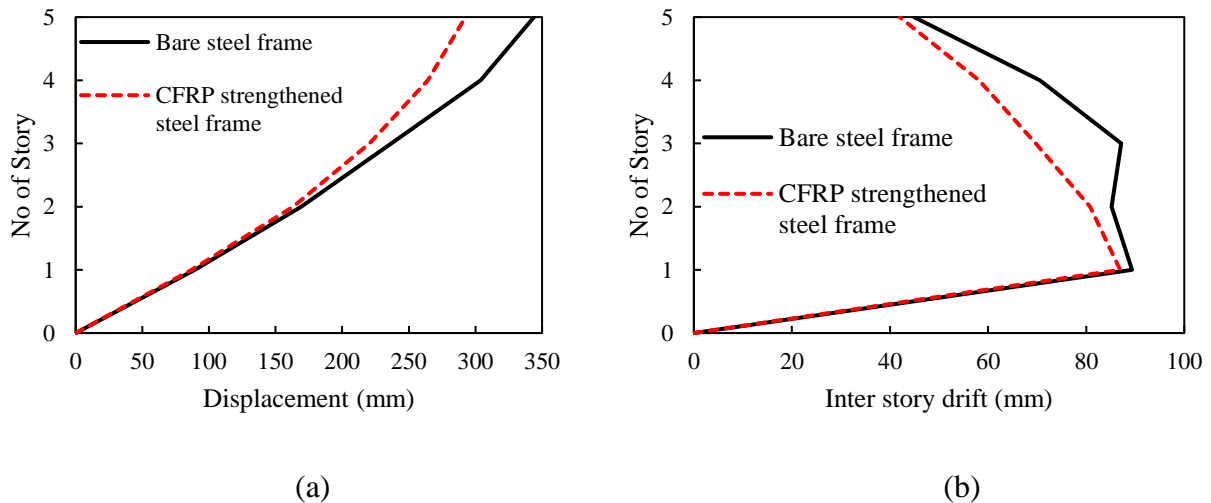 No of Story
5
4
3
2
1
0
Bare steel frame
CFRP strengthened
steel frame
0
50
100
150
200
250
300
350
Displacement (mm)
(a)
No of Story
5
4
3
2
1
0
Bare steel frame
CFRP strengthened
steel frame
0
20
40
60
80
100
Inter story drift (mm)
(b)